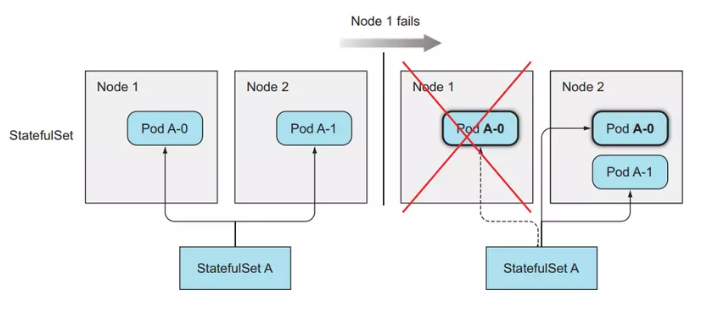 Node 1 fails
Node 1
Node 2
Node 1
Node 2
StatefulSet
Pod A-0
Pod A-1
Pod A-0
Pod A-0
Pod A-1
StatefulSet A
StatefulSet A